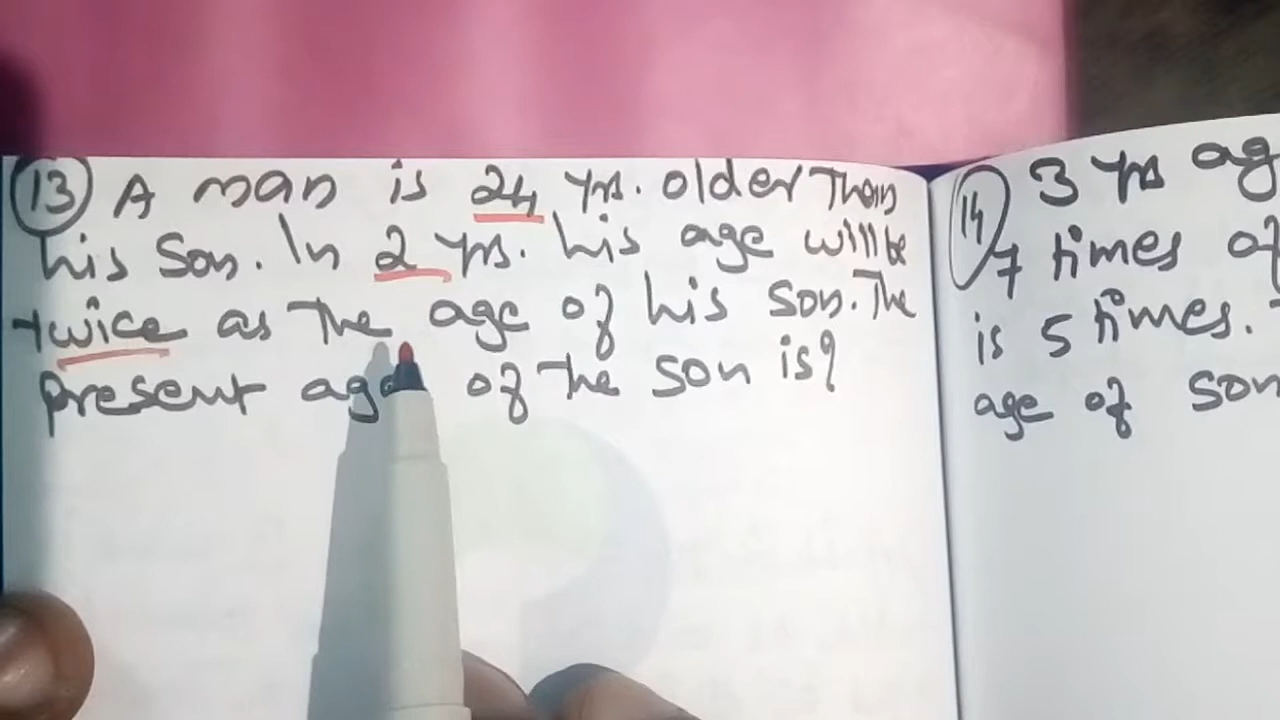 13 A man is 24 yrs. older than
his son. In 2 yrs. his age will be
twice as the age of his son. The
present age of the son is?
14 3 yrs ag
7 times of
is 5 times.
age of son